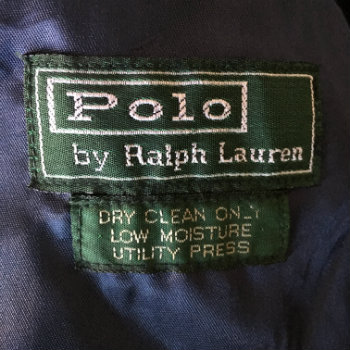 Polo
by Ralph Lauren
DRY CLEAN ONLY
LOW MOISTURE
UTILITY PRESS